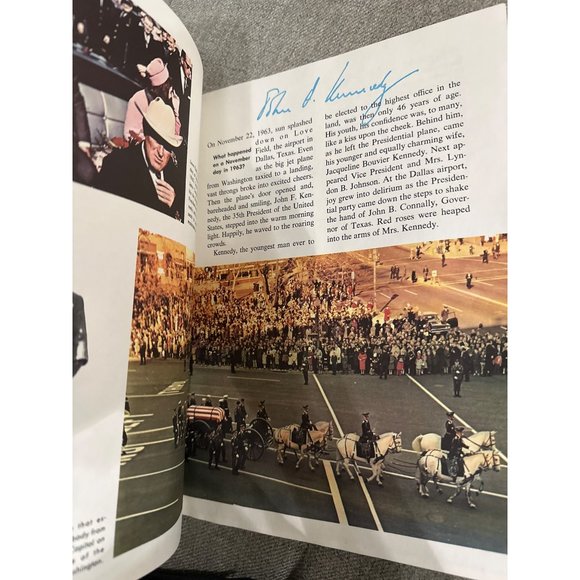 John J. Kennedy
On November 22, 1963, sun splashed
What happened
on a November
day in 1963?
down on Love
Field, the airport in
Dallas, Texas. Even
as the big jet plane
from Washington taxied to a landing,
vast throngs broke into excited cheers.
Then the plane's door opened and,
bareheaded and smiling, John F. Ken-
nedy, the 35th President of the United
States, stepped into the warm morning
light. Happily, he waved to the roaring
crowds.
Kennedy, the youngest man ever to
be elected to the highest office in the
land, was then only 46 years of age.
His youth, his confidence was, to many,
like a kiss upon the cheek. Behind him,
as he left the Presidential plane, came
his younger and equally charming wife,
Jacqueline Bouvier Kennedy. Next ap-
peared Vice President and Mrs. Lyn-
don B. Johnson. At the Dallas airport,
joy grew into delirium as the Presiden-
tial party came down the steps to shake
the hand of John B. Connally, Gover-
nor of Texas. Red roses were heaped
into the arms of Mrs. Kennedy.
that ex-
body from
Capitol on
of the